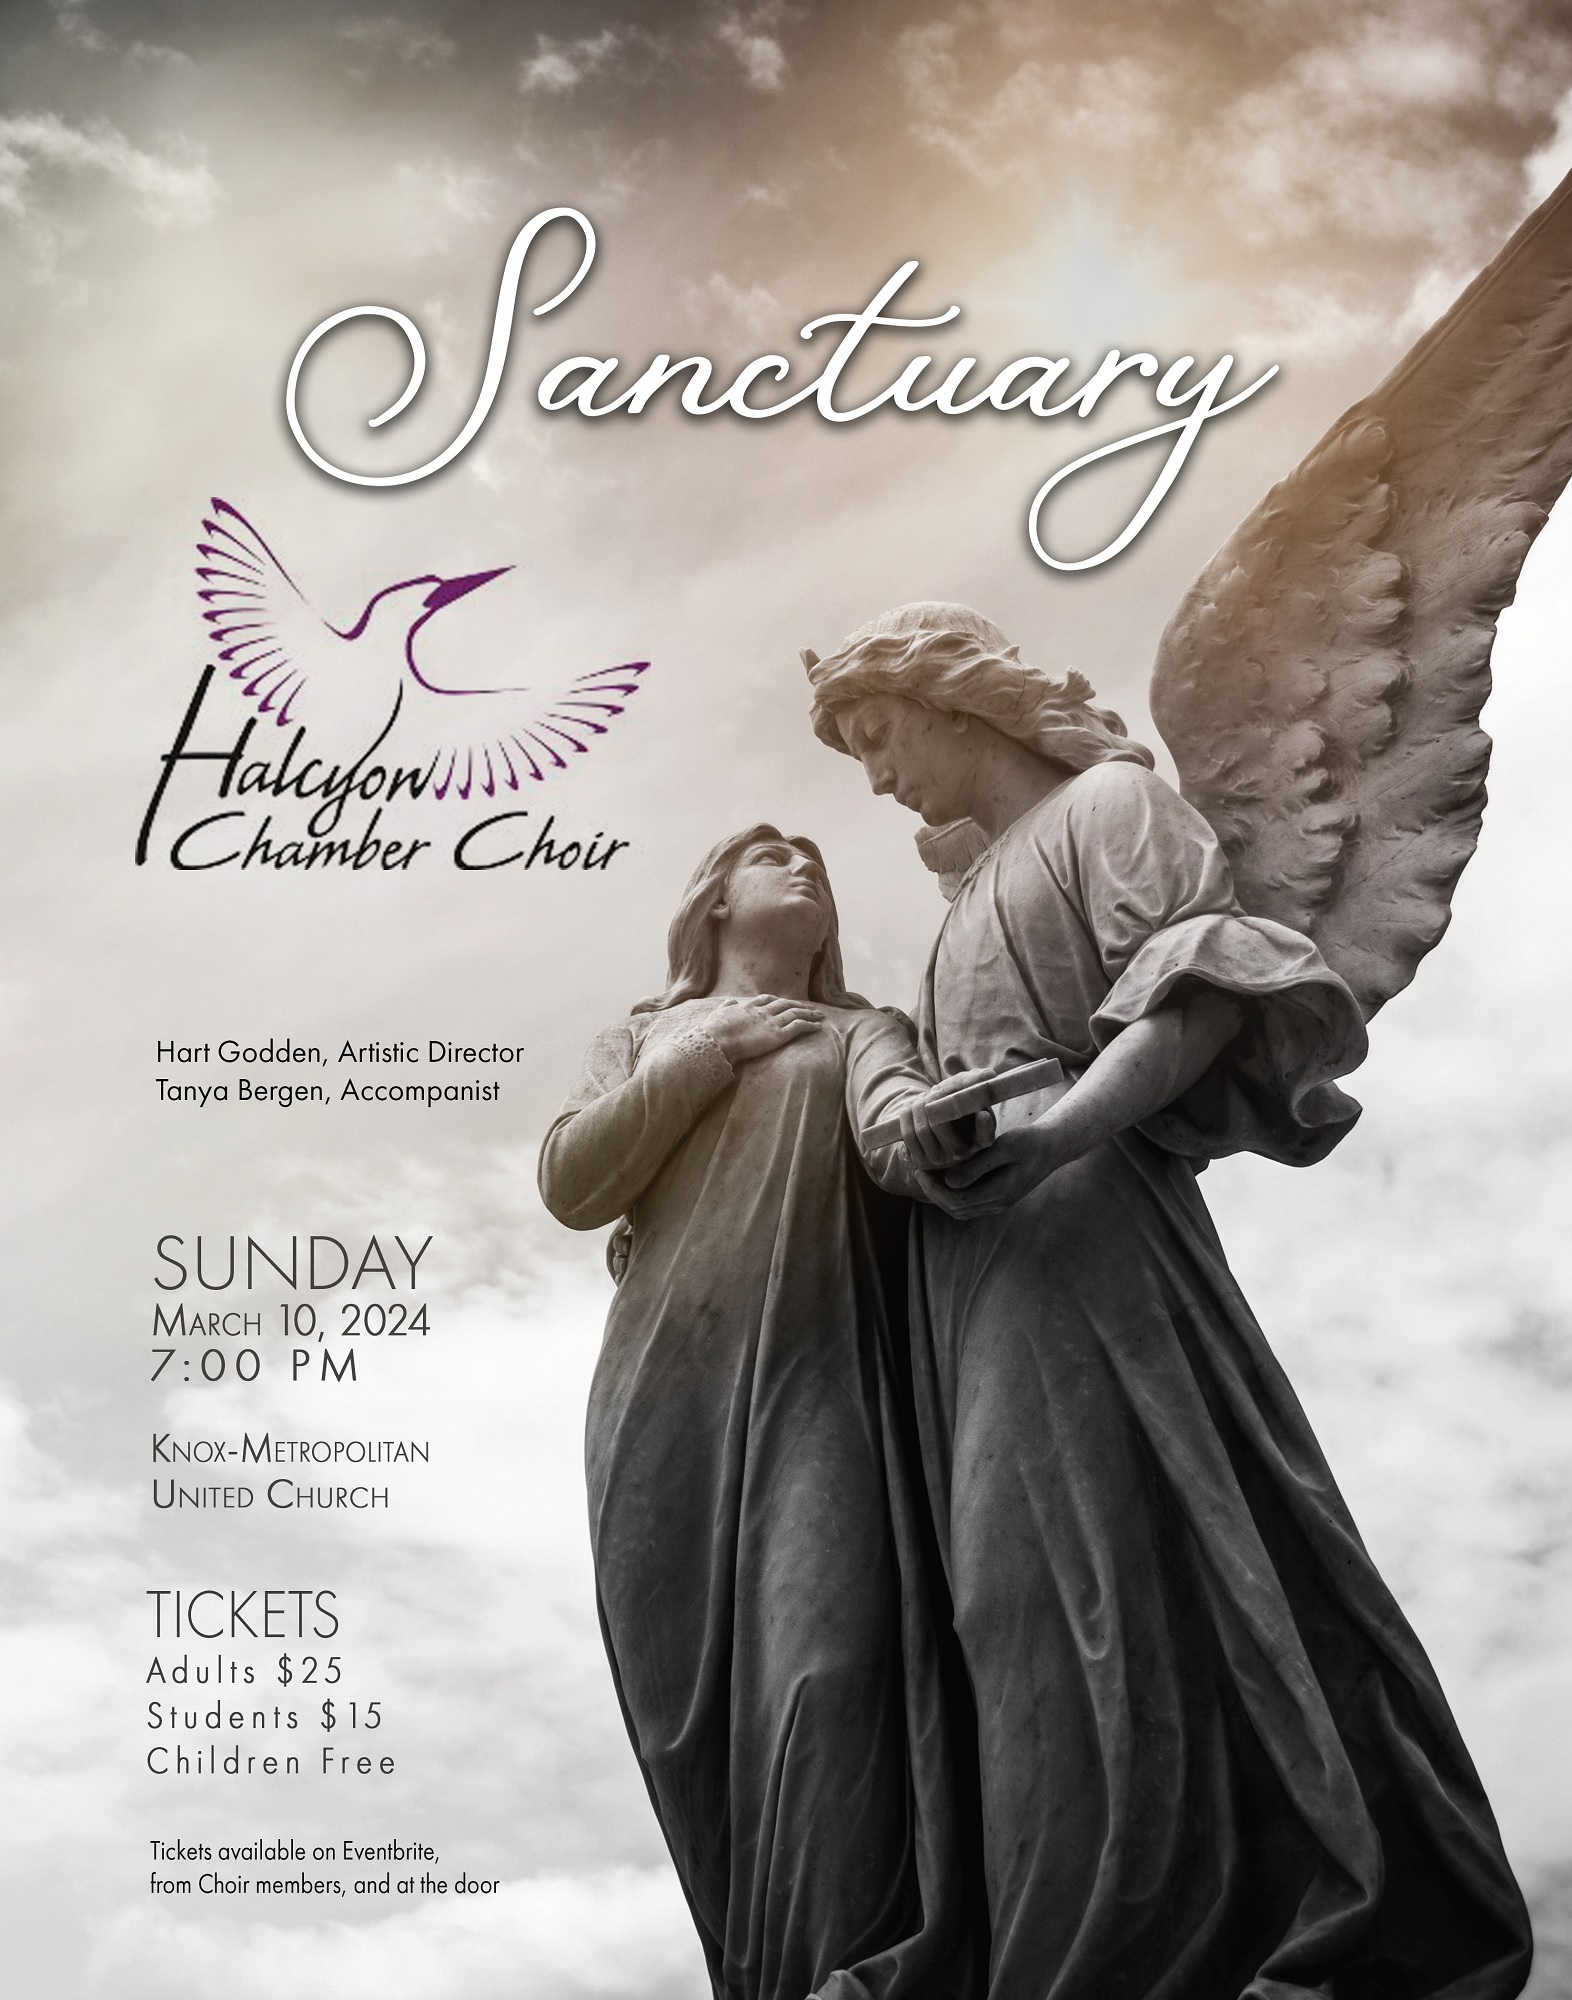 Sanctuary
Halcyon
Chamber Choir
Hart Godden, Artistic Director
Tanya Bergen, Accompanist
SUNDAY
March 10, 2024
7:00 PM
Knox-Metropolitan
United Church
TICKETS
Adults $25
Students $15
Children Free
Tickets available on Eventbrite,
from Choir members, and at the door